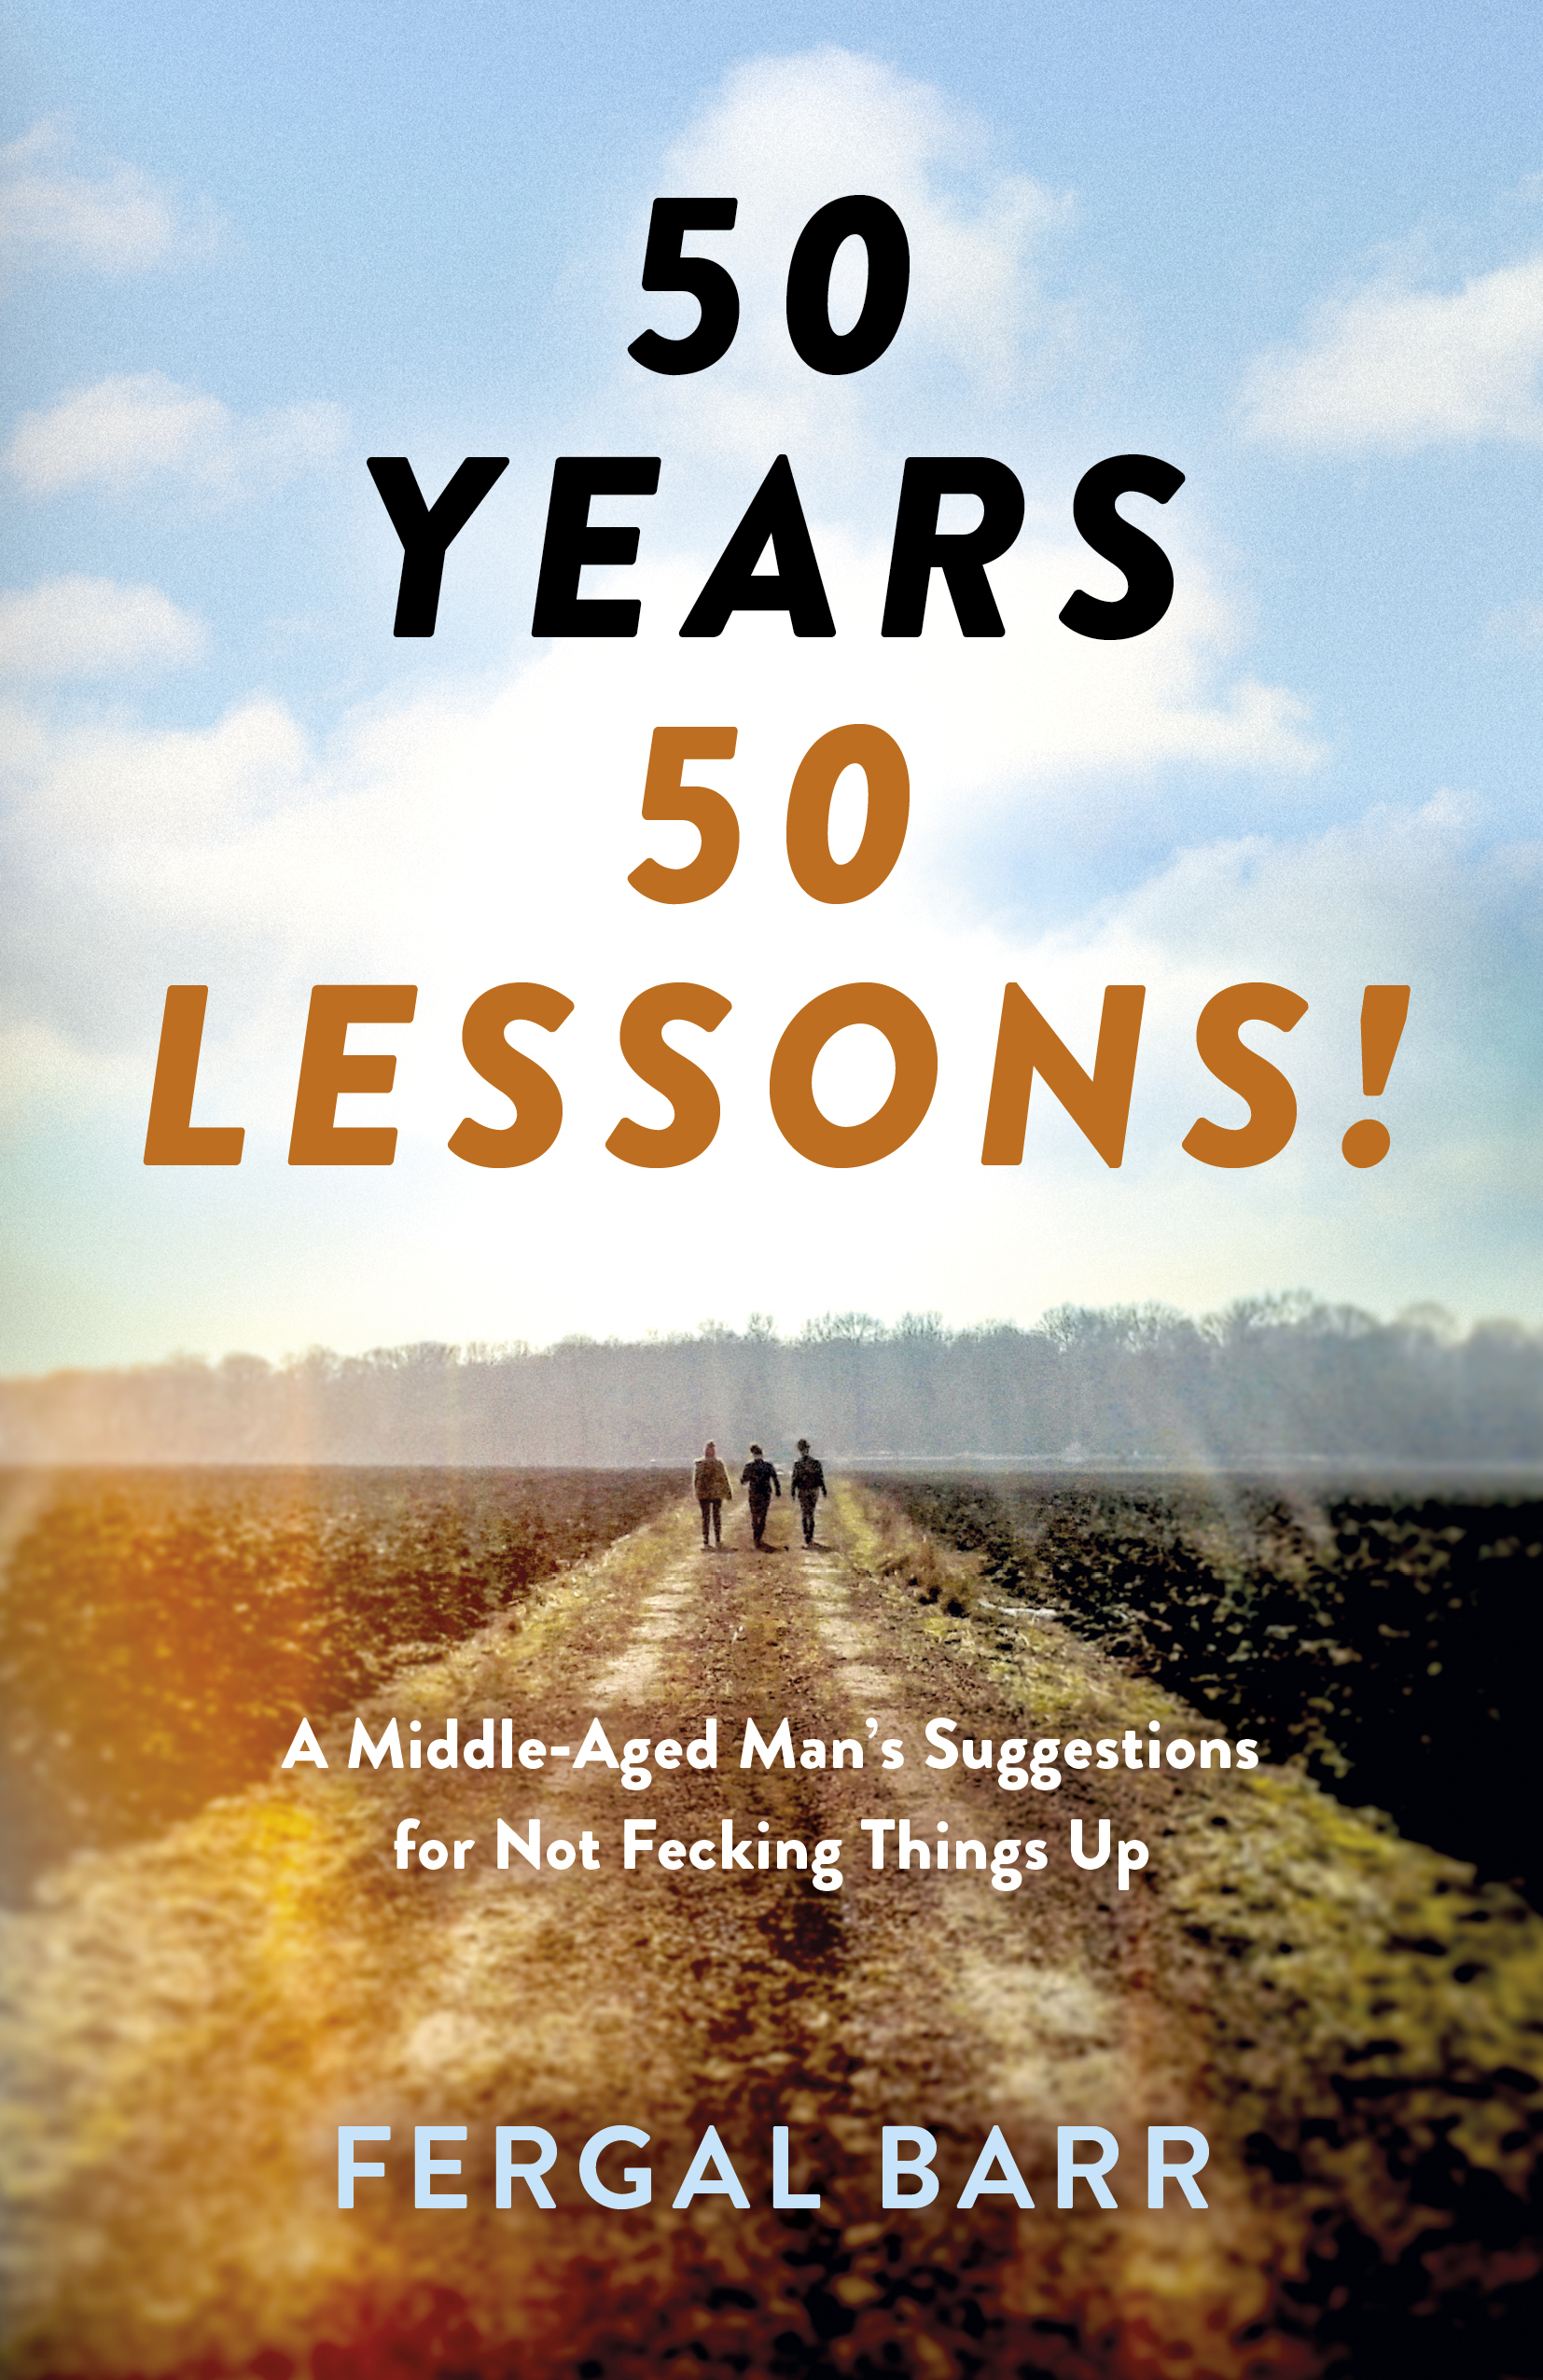 50
YEARS
50
LESSONS!
A Middle-Aged Man’s Suggestions
for Not Fecking Things Up
FERGAL BARR